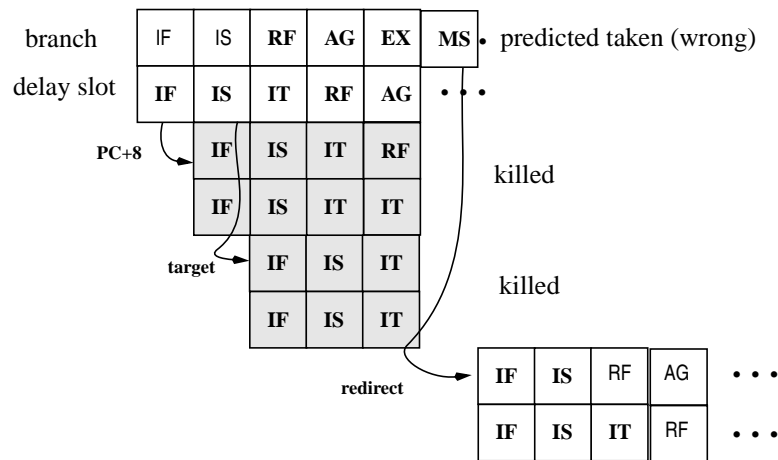 branch IF IS RF AG EX MS • predicted taken (wrong)
delay slot IF IS IT RF AG • • •
PC+8 IF IS IT RF
killed
IF IS IT IT
target IF IS IT
killed
IF IS IT
redirect IF IS RF AG • • •
IF IS IT RF • • •